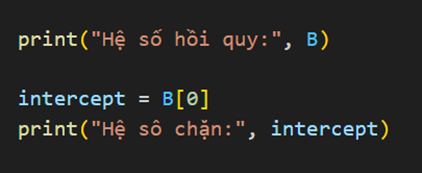 print("Hệ số hồi quy:", B)
intercept = B[0]
print("Hệ sô chặn:", intercept)